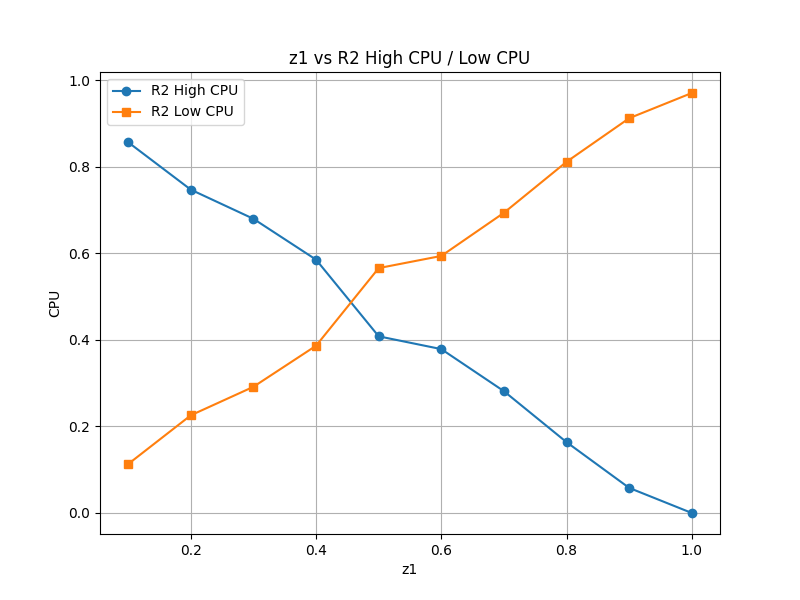 z1 vs R2 High CPU / Low CPU
R2 High CPU
R2 Low CPU
CPU
1.0
0.8
0.6
0.4
0.2
0.0
0.2 0.4 0.6 0.8 1.0
z1